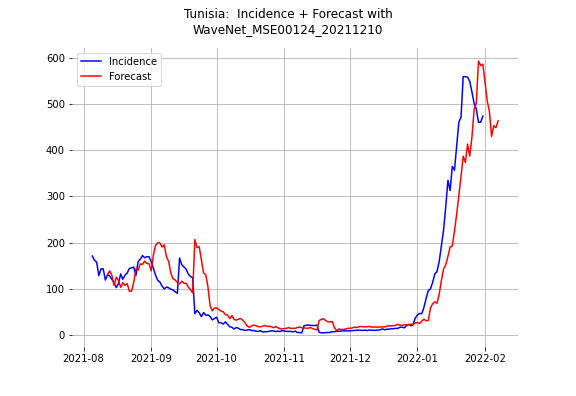 Tunisia:  Incidence + Forecast with
WaveNet_MSE00124_20211210
Incidence
Forecast
600
500
400
300
200
100
0
2021-08 2021-09 2021-10 2021-11 2021-12 2022-01 2022-02